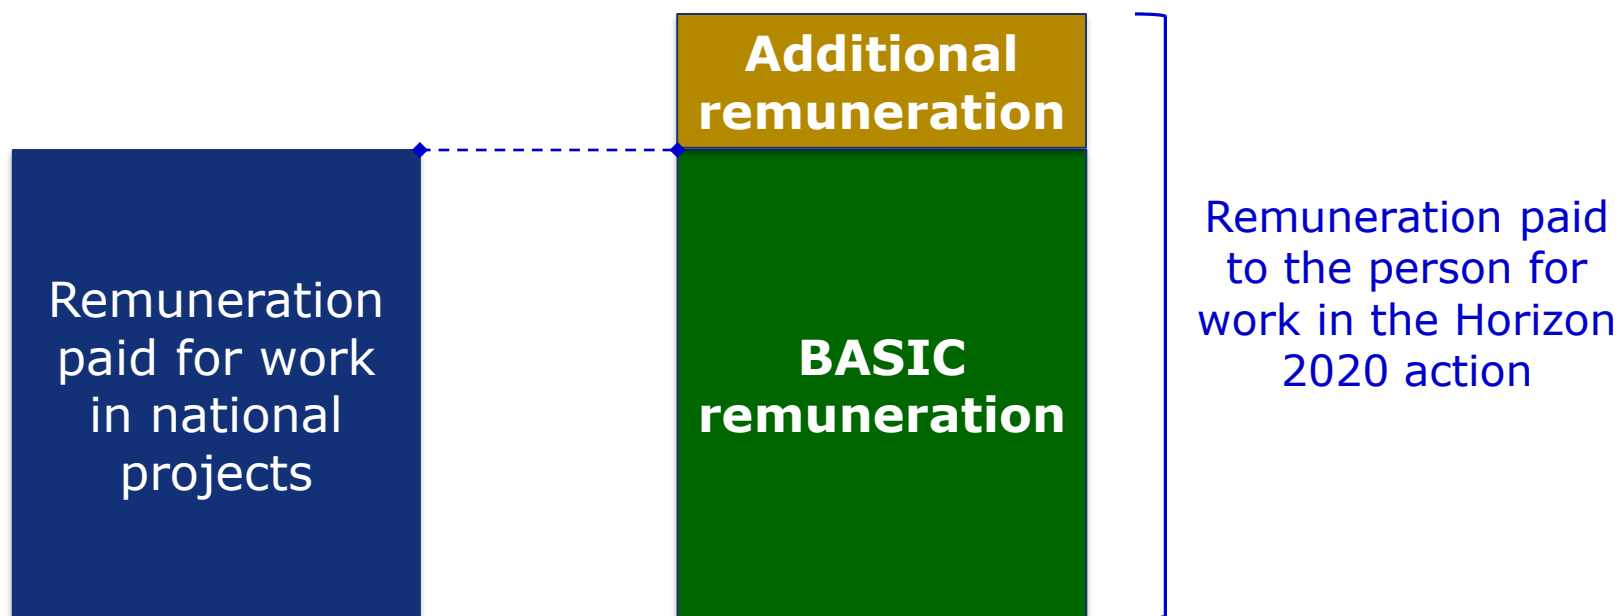 Additional
remuneration
Remuneration
paid for work
in national
projects
BASIC
remuneration
Remuneration paid
to the person for
work in the Horizon
2020 action